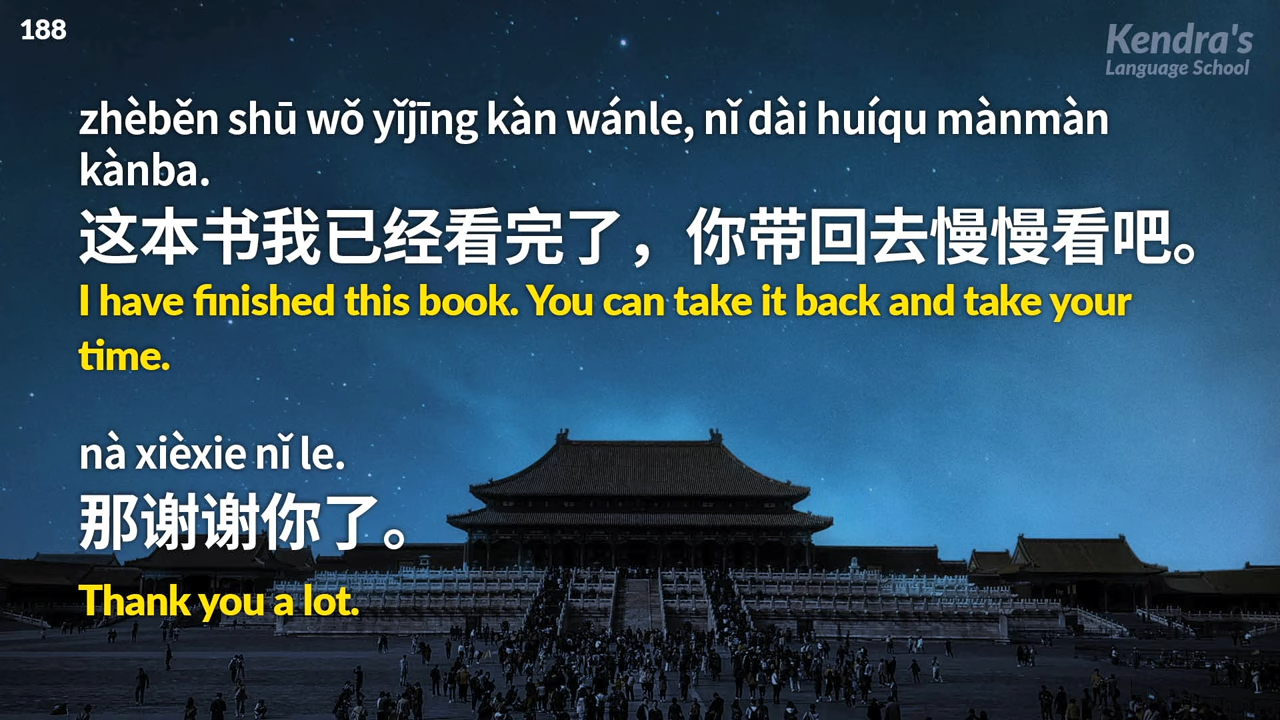 188
Kendra's
Language School
zhèběn shū wǒ yǐjīng kàn wánle, nǐ dài huíqu mànmàn
kànba.
这本书我已经看完了，你带回去慢慢看吧。
I have finished this book. You can take it back and take your
time.
nà xièxie nǐ le.
那谢谢你了。
Thank you a lot.